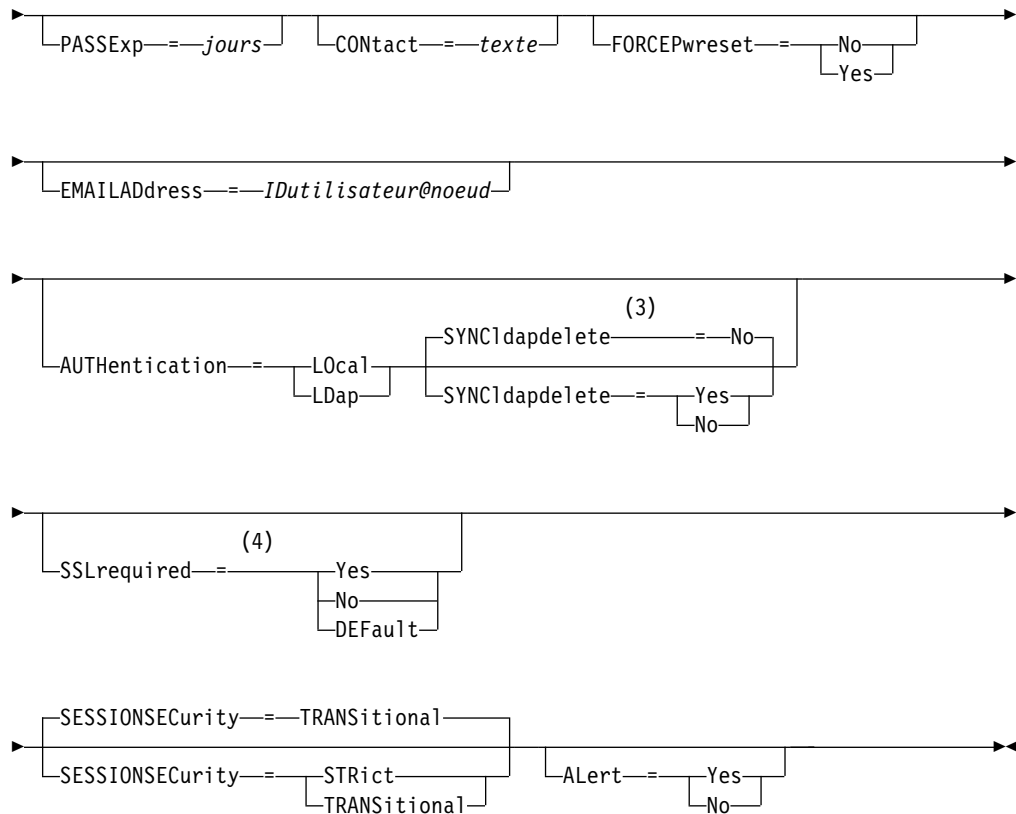 PASSExp = jours CONtact = texte FORCEPwreset = No
Yes
EMAILADdress = IDutilisateur@noeud
(3)
SYNCldapdelete = No
AUTHentication = LOcal
LDap SYNCldapdelete = Yes
No
(4)
SSLrequired = Yes
No
DEFault
SESSIONSECurity = TRANSitional
SESSIONSECurity = STRict ALert = Yes
TRANSitional No